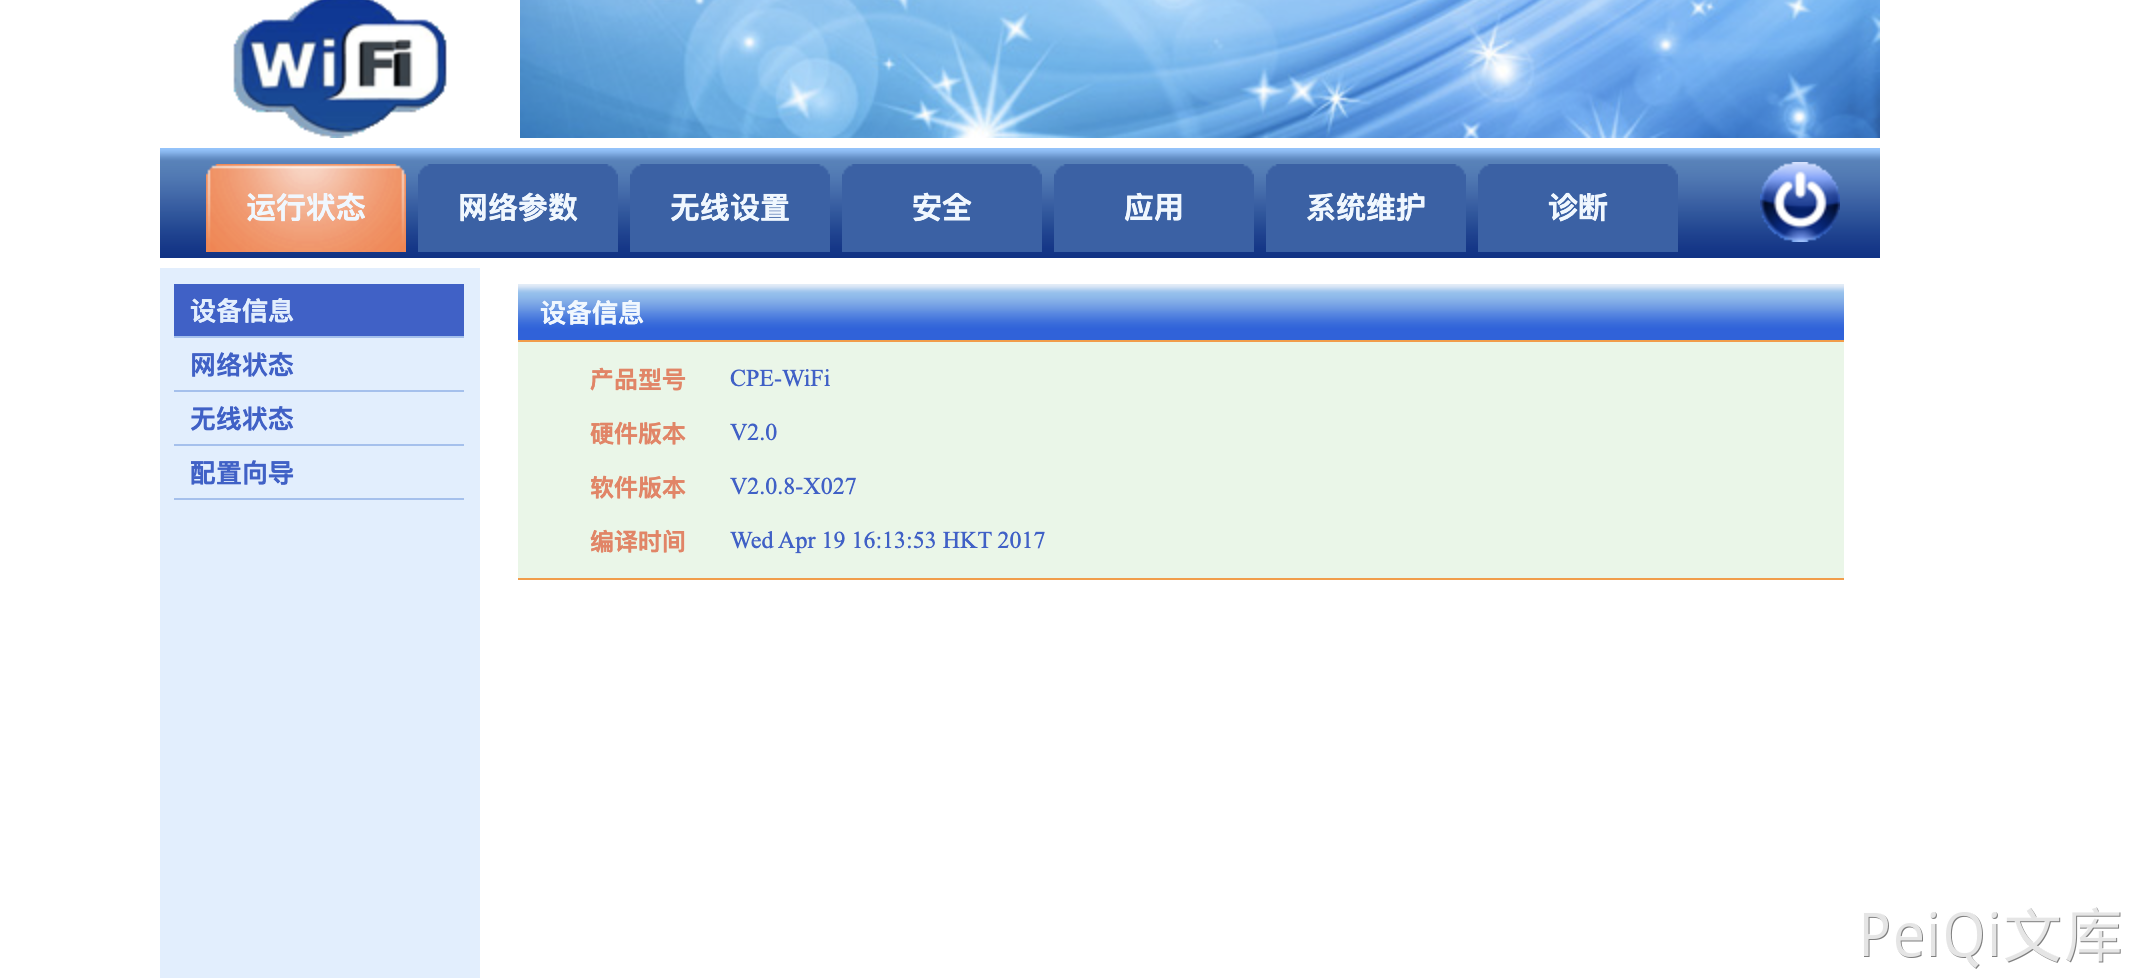 WiFi
运行状态 网络参数 无线设置 安全 应用 系统维护 诊断
设备信息
网络状态
无线状态
配置向导
设备信息
产品型号 CPE-WiFi
硬件版本 V2.0
软件版本 V2.0.8-X027
编译时间 Wed Apr 19 16:13:53 HKT 2017
PeiQi文库